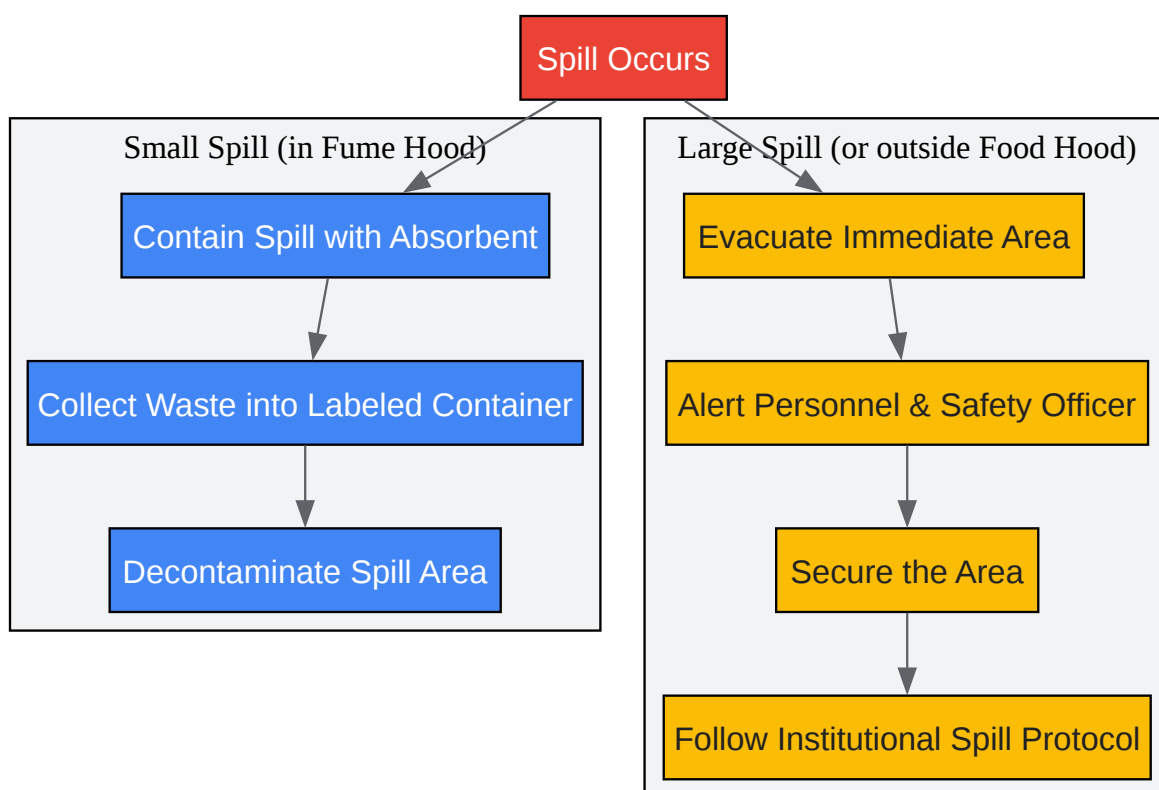 Spill Occurs
Small Spill (in Fume Hood)
Contain Spill with Absorbent
Collect Waste into Labeled Container
Decontaminate Spill Area
Large Spill (or outside Food Hood)
Evacuate Immediate Area
Alert Personnel & Safety Officer
Secure the Area
Follow Institutional Spill Protocol